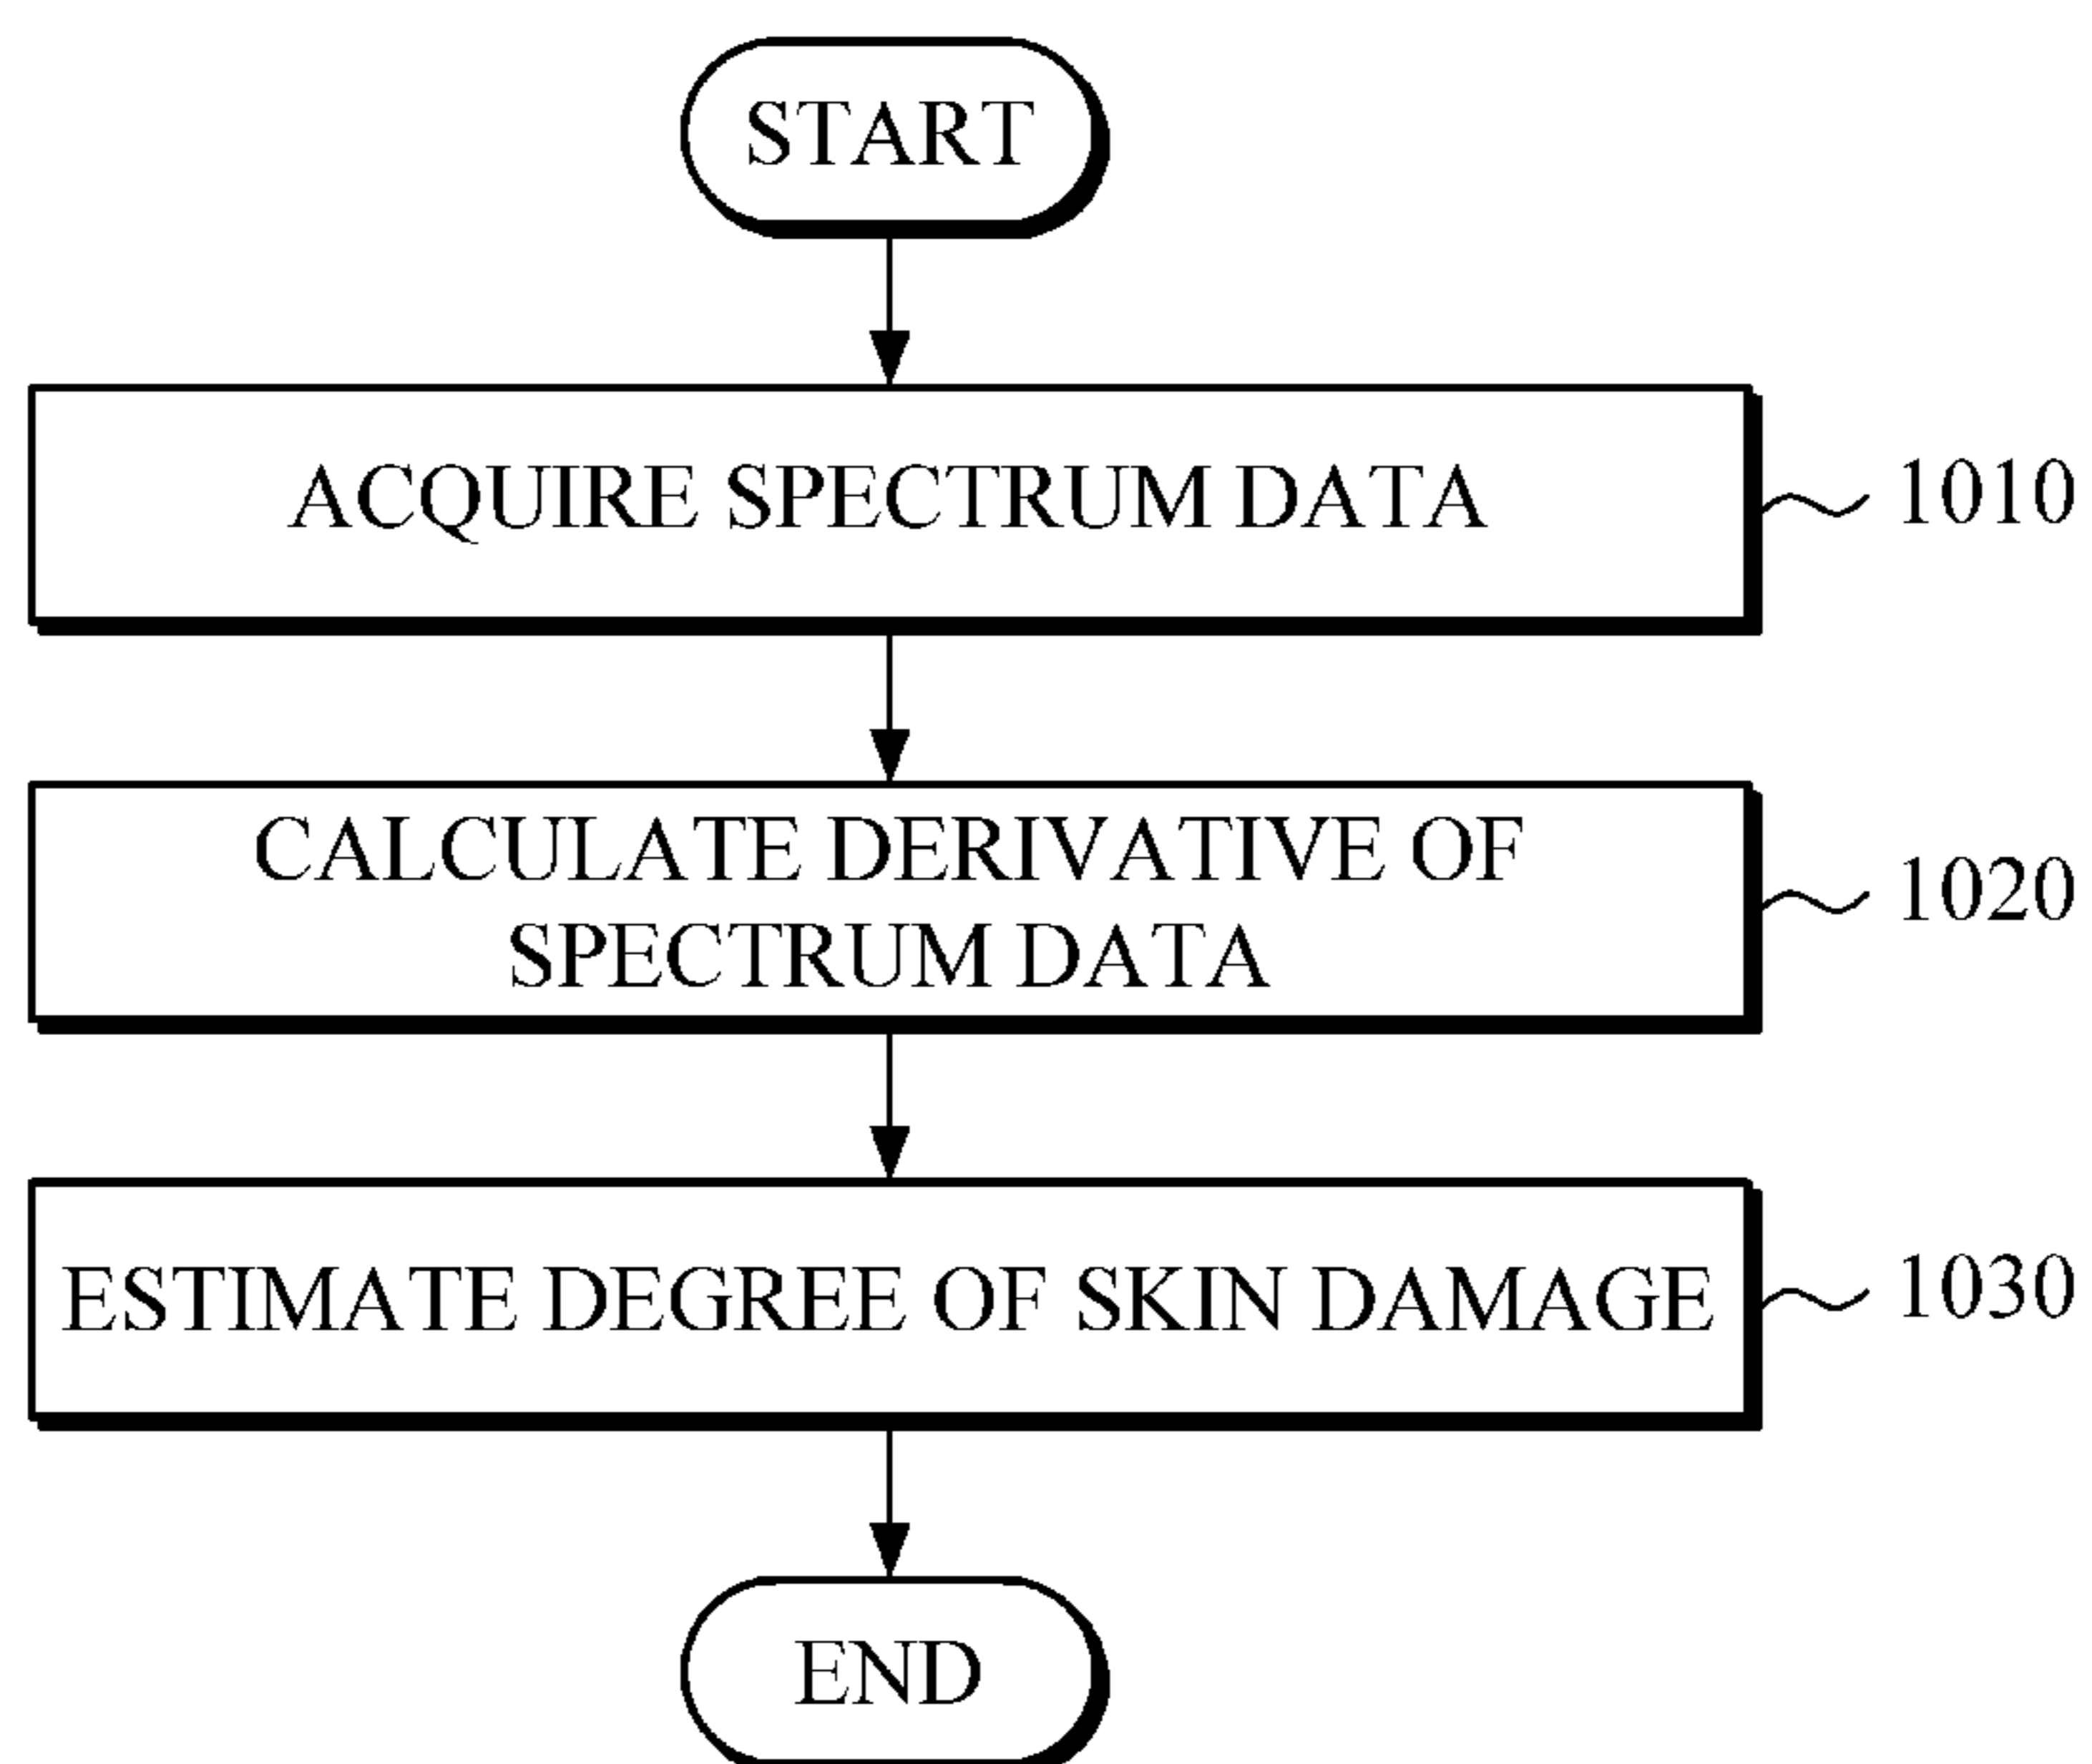 START
ACQUIRE SPECTRUM DATA
1010
CALCULATE DERIVATIVE OF
SPECTRUM DATA
1020
ESTIMATE DEGREE OF SKIN DAMAGE
1030
END